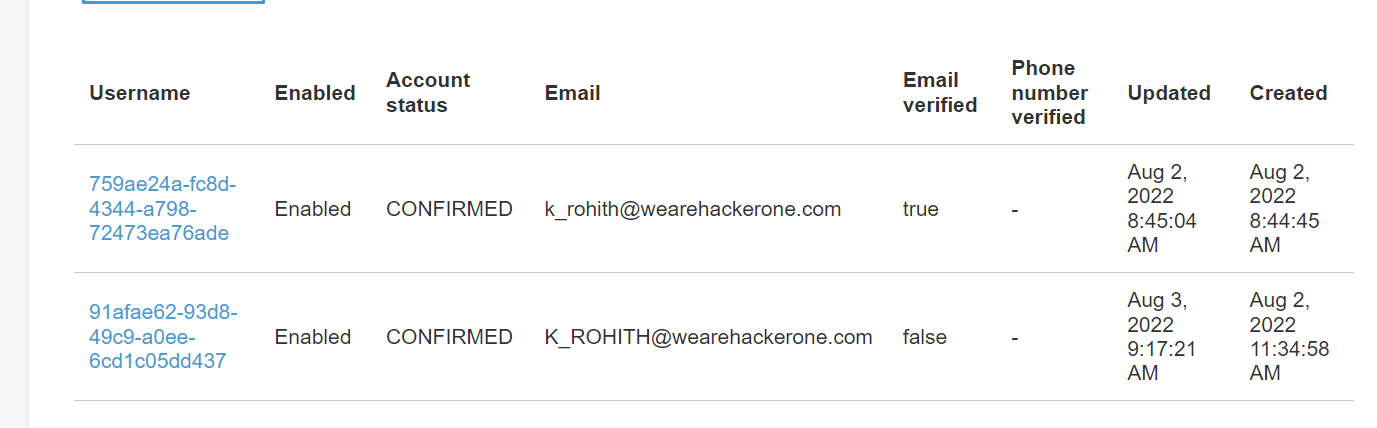 Username Enabled Account status Email Email verified Phone number verified Updated Created
759ae24a-fc8d-4344-a798-72473ea76ade Enabled CONFIRMED k_rohith@wearehackerone.com true - Aug 2, 2022 8:45:04 AM Aug 2, 2022 8:44:45 AM
91afae62-93d8-49c9-a0ee-6cd1c05dd437 Enabled CONFIRMED K_ROHITH@wearehackerone.com false - Aug 3, 2022 9:17:21 AM Aug 2, 2022 11:34:58 AM